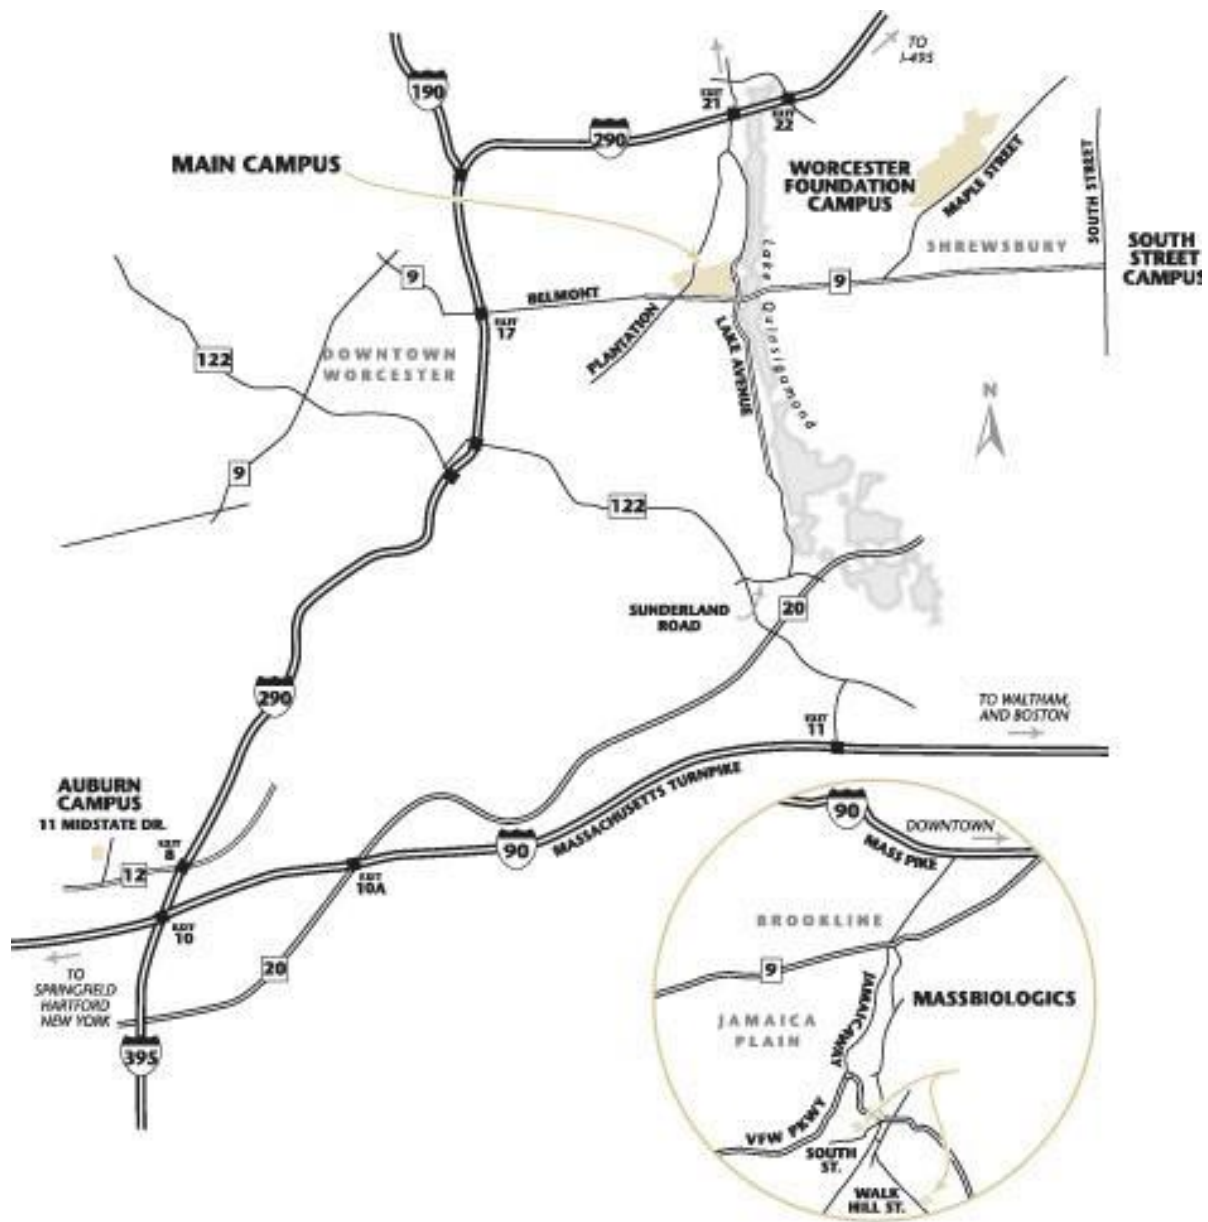 TO
I-495
190
EXIT
21
EXIT
22
290
MAIN CAMPUS
WORCESTER
FOUNDATION
CAMPUS
MAPLE STREET
SOUTH STREET
SHREWSBURY
SOUTH
STREET
CAMPUS
9
BELMONT
9
EXIT
17
Lake Quinsigamond
PLANTATION
LAKE AVENUE
122
DOWNTOWN
WORCESTER
N
9
122
SUNDERLAND
ROAD
20
290
TO WALTHAM,
AND BOSTON
EXIT
11
AUBURN
CAMPUS
11 MIDSTATE DR.
EXIT
8
12
MASSACHUSETTS TURNPIKE
90
EXIT
10A
EXIT
10
20
TO
SPRINGFIELD
HARTFORD
NEW YORK
395
90
DOWNTOWN
MASS PIKE
BROOKLINE
9
JAMAICAWAY
MASSBIOLOGICS
JAMAICA
PLAIN
VFW PKWY
SOUTH
ST.
WALK
HILL ST.